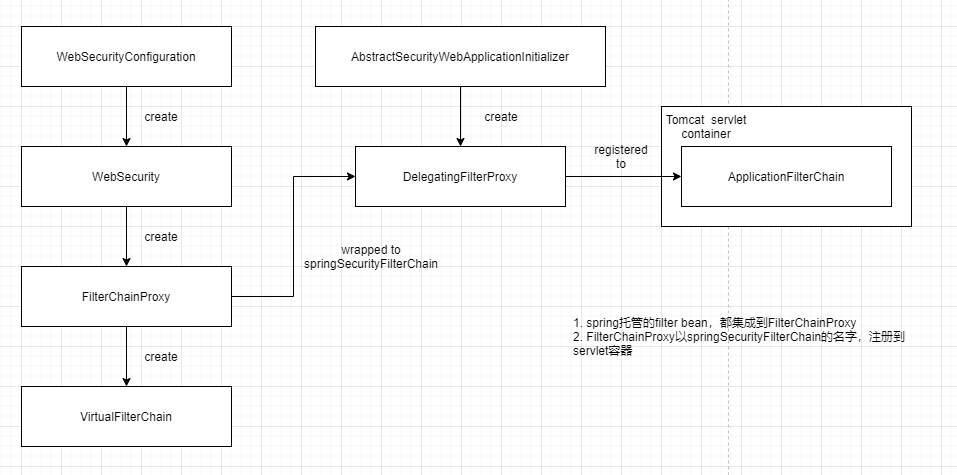 WebSecurityConfiguration
AbstractSecurityWebApplicationInitializer
create
create
Tomcat servlet
container
WebSecurity
DelegatingFilterProxy
registered
to
ApplicationFilterChain
create
wrapped to
springSecurityFilterChain
FilterChainProxy
1. spring托管的filter bean，都集成到FilterChainProxy
2. FilterChainProxy以springSecurityFilterChain的名字，注册到
servlet容器
create
VirtualFilterChain